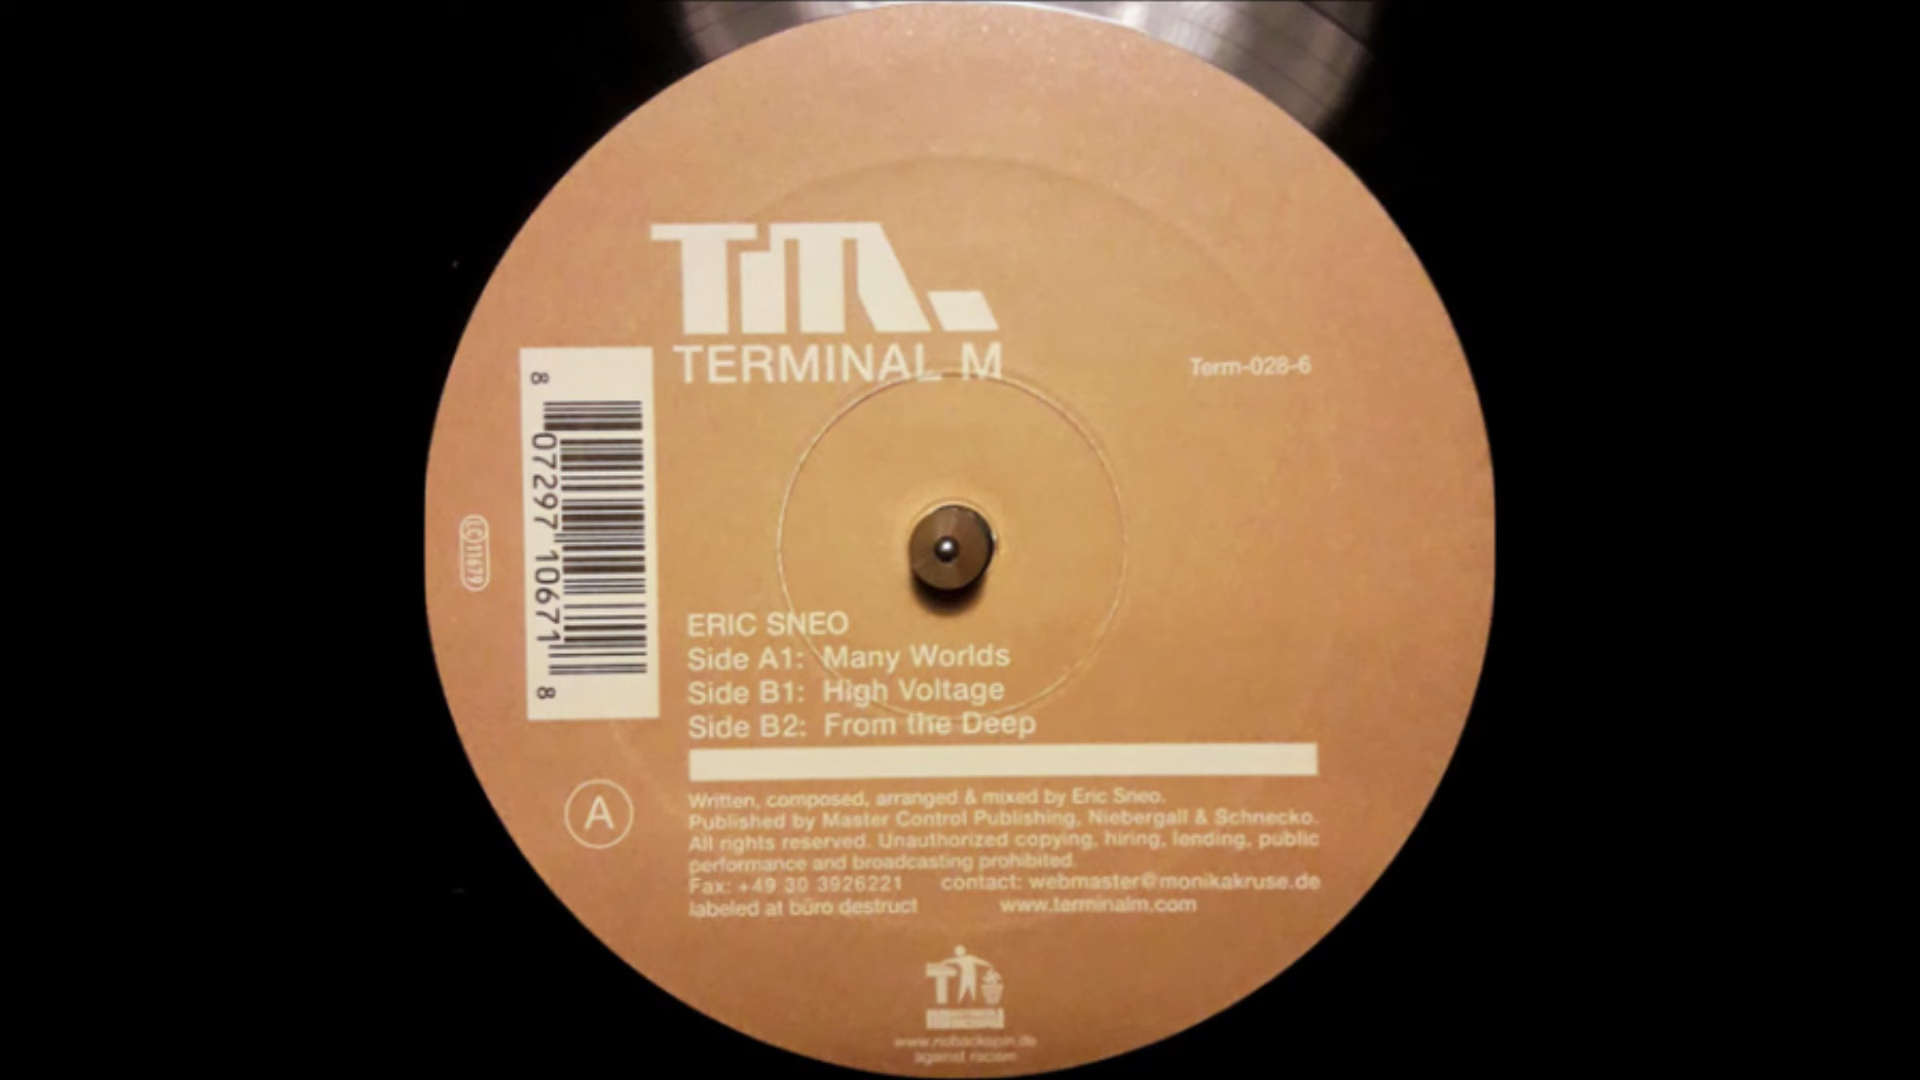 TM.
TERMINAL M
Term-028-6
8 07297 10671 8
LC 11679
ERIC SNEO
Side A1: Many Worlds
Side B1: High Voltage
Side B2: From the Deep
A
Written, composed, arranged & mixed by Eric Sneo.
Published by Master Control Publishing, Niebergall & Schnecko.
All rights reserved. Unauthorized copying, hiring, lending, public
performance and broadcasting prohibited.
Fax: +49 30 3926221 contact: webmaster@monikakruse.de
labeled at büro destruct www.terminalm.com
T
www.nobackspin.de
against racism